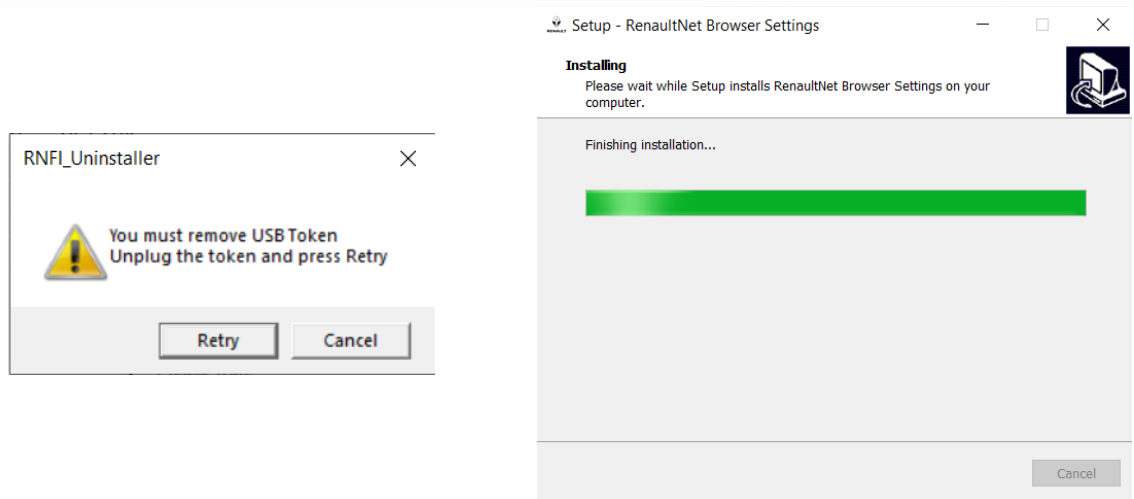 RNFI_Uninstaller
You must remove USB Token
Unplug the token and press Retry
Retry
Cancel
RENAULT
Setup - RenaultNet Browser Settings
Installing
Please wait while Setup installs RenaultNet Browser Settings on your
computer.
Finishing installation...
Cancel